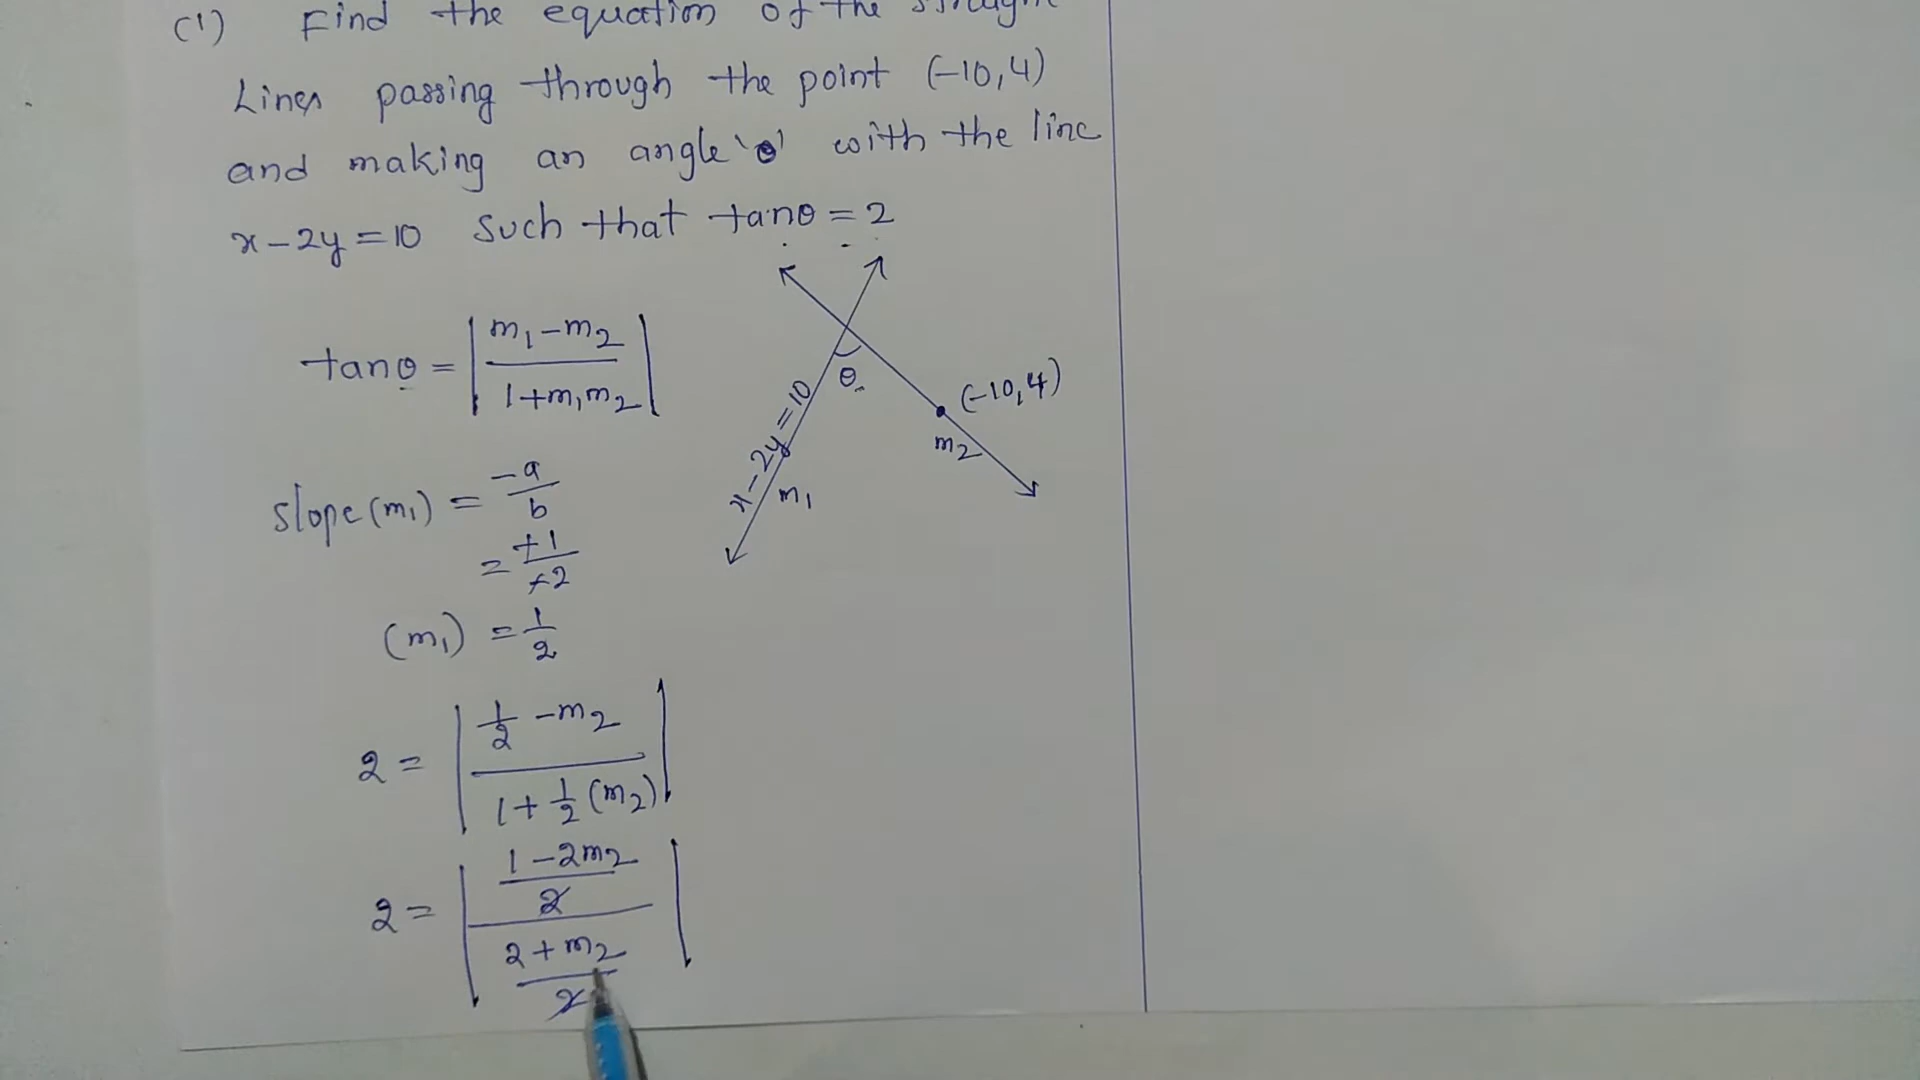 (1) Find the equation of the straight
Lines passing through the point (-10,4)
and making an angle 'θ' with the line
x-2y=10 such that tanθ=2
tanθ = |m₁-m₂ / 1+m₁m₂|
θ
(-10,4)
x-2y=10
m₂
m₁
slope(m₁) = -a/b
= +1/+2
(m₁) = 1/2
2 = |1/2 -m₂ / 1+1/2(m₂)|
2 = |(1-2m₂)/2 / (2+m₂)/2|